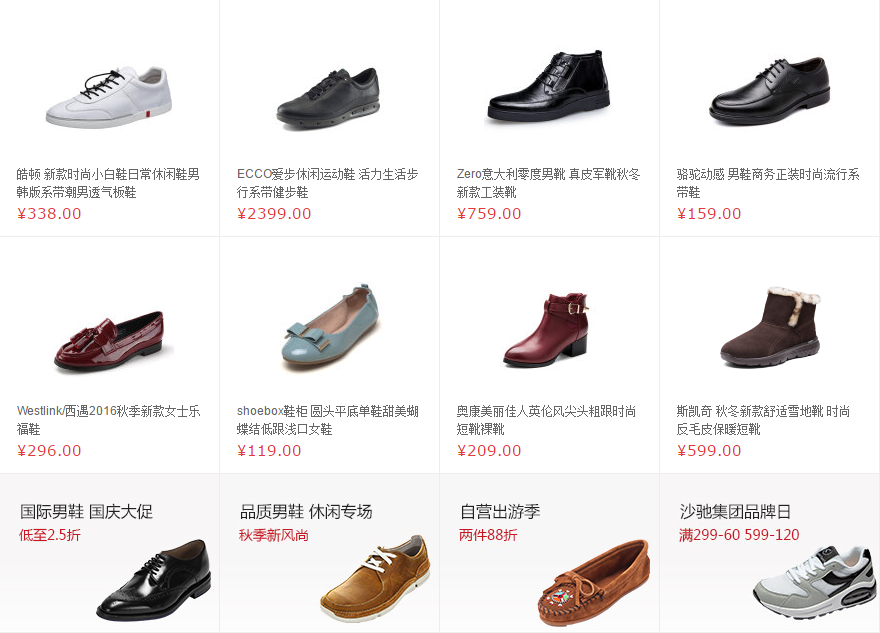 皓顿 新款时尚小白鞋日常休闲鞋男
韩版系带潮男透气板鞋
¥338.00
ECCO爱步休闲运动鞋 活力生活步
行系带健步鞋
¥2399.00
Zero意大利零度男靴 真皮军靴秋冬
新款工装靴
¥759.00
骆驼动感 男鞋商务正装时尚流行系
带鞋
¥159.00
Westlink/西遇2016秋季新款女士乐
福鞋
¥296.00
shoebox鞋柜 圆头平底单鞋甜美蝴
蝶结低跟浅口女鞋
¥119.00
奥康美丽佳人英伦风尖头粗跟时尚
短靴裸靴
¥209.00
斯凯奇 秋冬新款舒适雪地靴 时尚
反毛皮保暖短靴
¥599.00
国际男鞋 国庆大促
低至2.5折
品质男鞋 休闲专场
秋季新风尚
自营出游季
两件88折
沙驰集团品牌日
满299-60 599-120